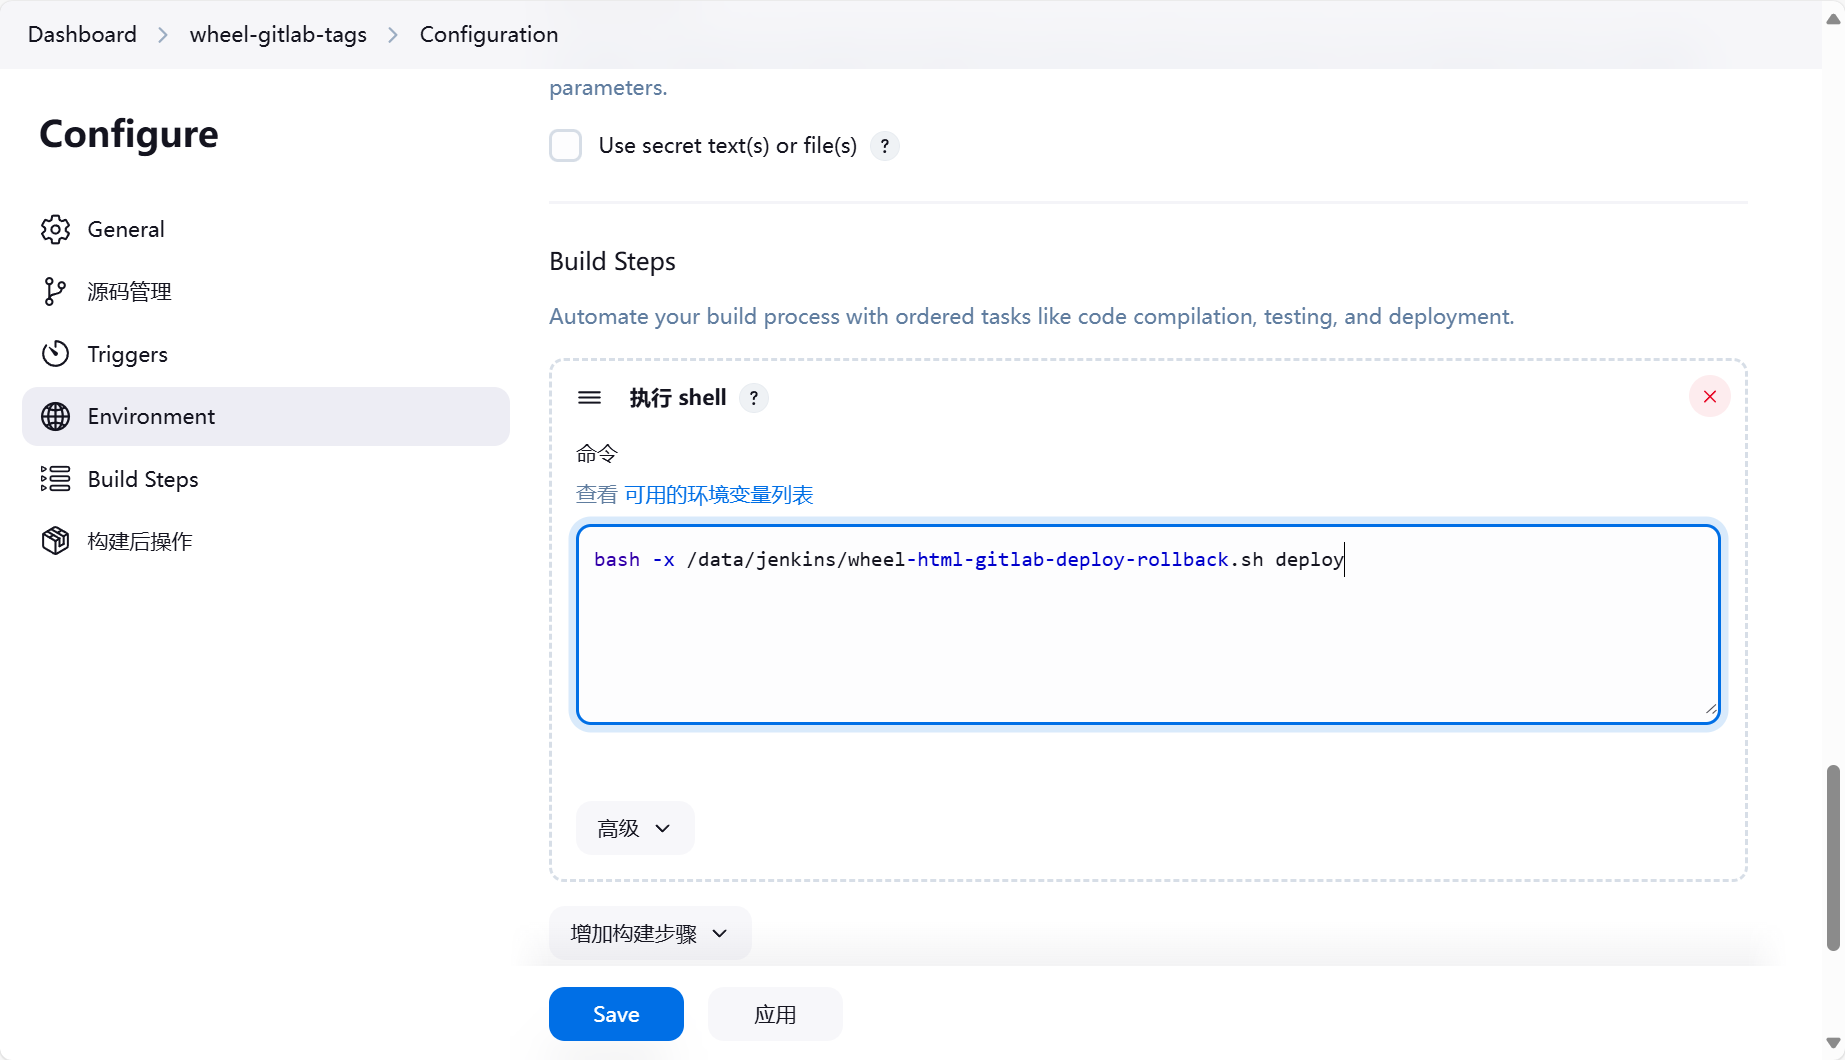 Dashboard > wheel-gitlab-tags > Configuration
Configure
General
源码管理
Triggers
Environment
Build Steps
构建后操作
parameters.
Use secret text(s) or file(s) ?
Build Steps
Automate your build process with ordered tasks like code compilation, testing, and deployment.
执行 shell ?
命令
查看 可用的环境变量列表
bash -x /data/jenkins/wheel-html-gitlab-deploy-rollback.sh deploy
高级
增加构建步骤
Save
应用